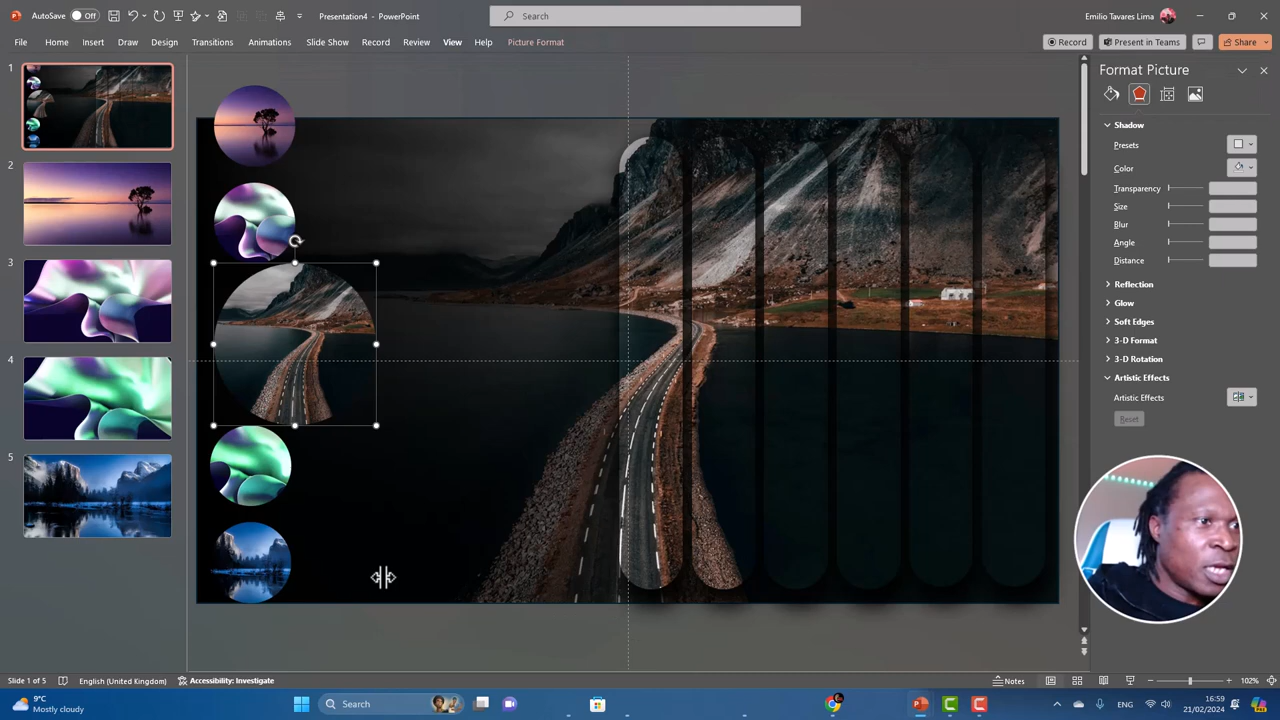 AutoSave Off
Presentation4 - PowerPoint
Search
Emilio Tavares Lima
File Home Insert Draw Design Transitions Animations Slide Show Record Review View Help Picture Format
Record
Present in Teams
Share
1
2
3
4
5
Format Picture
Shadow
Presets
Color
Transparency
Size
Blur
Angle
Distance
Reflection
Glow
Soft Edges
3-D Format
3-D Rotation
Artistic Effects
Artistic Effects
Reset
Slide 1 of 5
English (United Kingdom)
Accessibility: Investigate
Notes
102%
9°C
Mostly cloudy
Search
ENG
16:59
21/02/2024